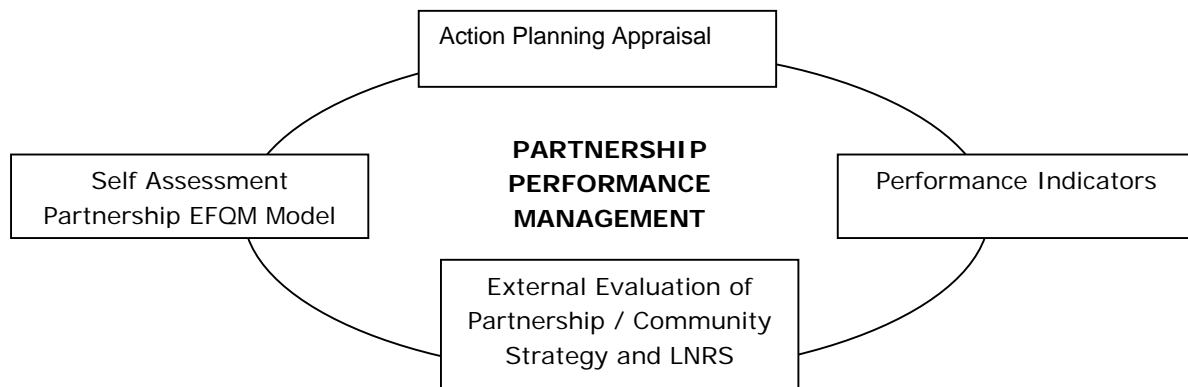 Action Planning Appraisal
PARTNERSHIP
PERFORMANCE
MANAGEMENT
Self Assessment
Partnership EFQM Model
Performance Indicators
External Evaluation of
Partnership / Community
Strategy and LNRS